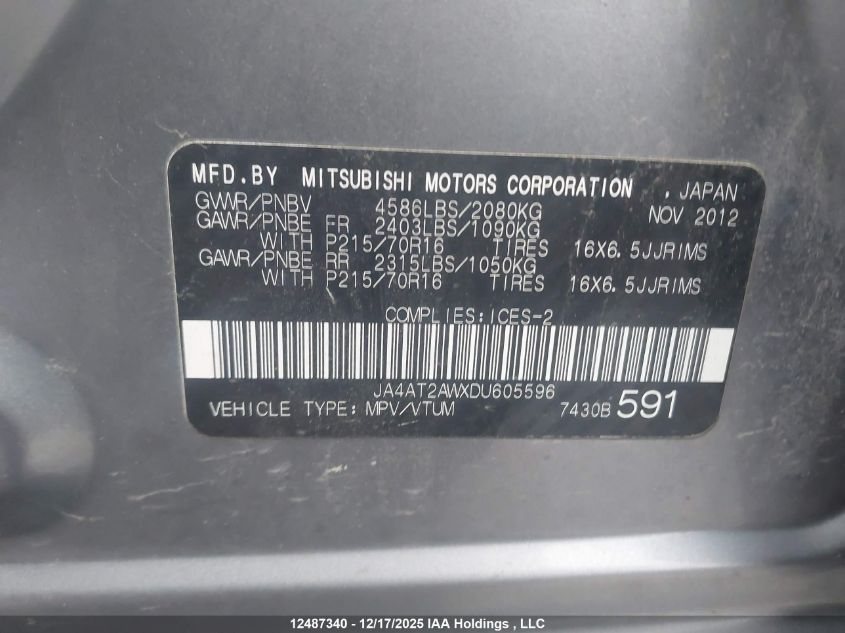 MFD.BY MITSUBISHI MOTORS CORPORATION , JAPAN
GVWR/PNBV 4586LBS/2080KG NOV 2012
GAWR/PNBE FR 2403LBS/1090KG
WITH P215/70R16 TIRES 16X6.5JJRIMS
GAWR/PNBE RR 2315LBS/1050KG
WITH P215/70R16 TIRES 16X6.5JJRIMS
COMPLIES:ICES-2
JA4AT2AWXDU605596
VEHICLE TYPE: MPV/VTUM 7430B 591
12487340 - 12/17/2025 IAA Holdings , LLC